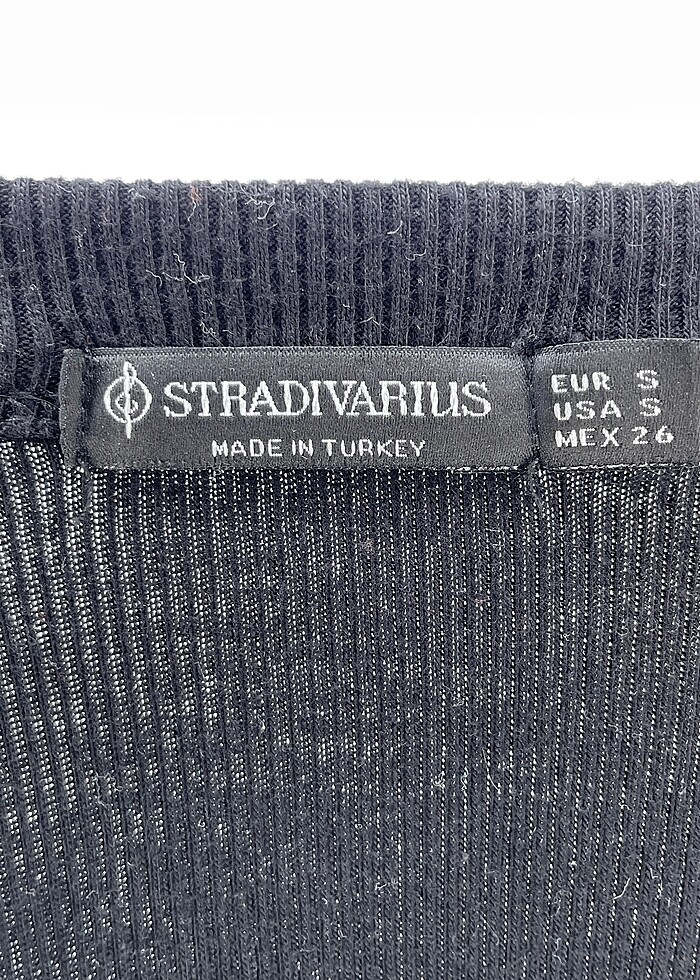 STRADIVARIUS
MADE IN TURKEY
EUR S
USA S
MEX 26